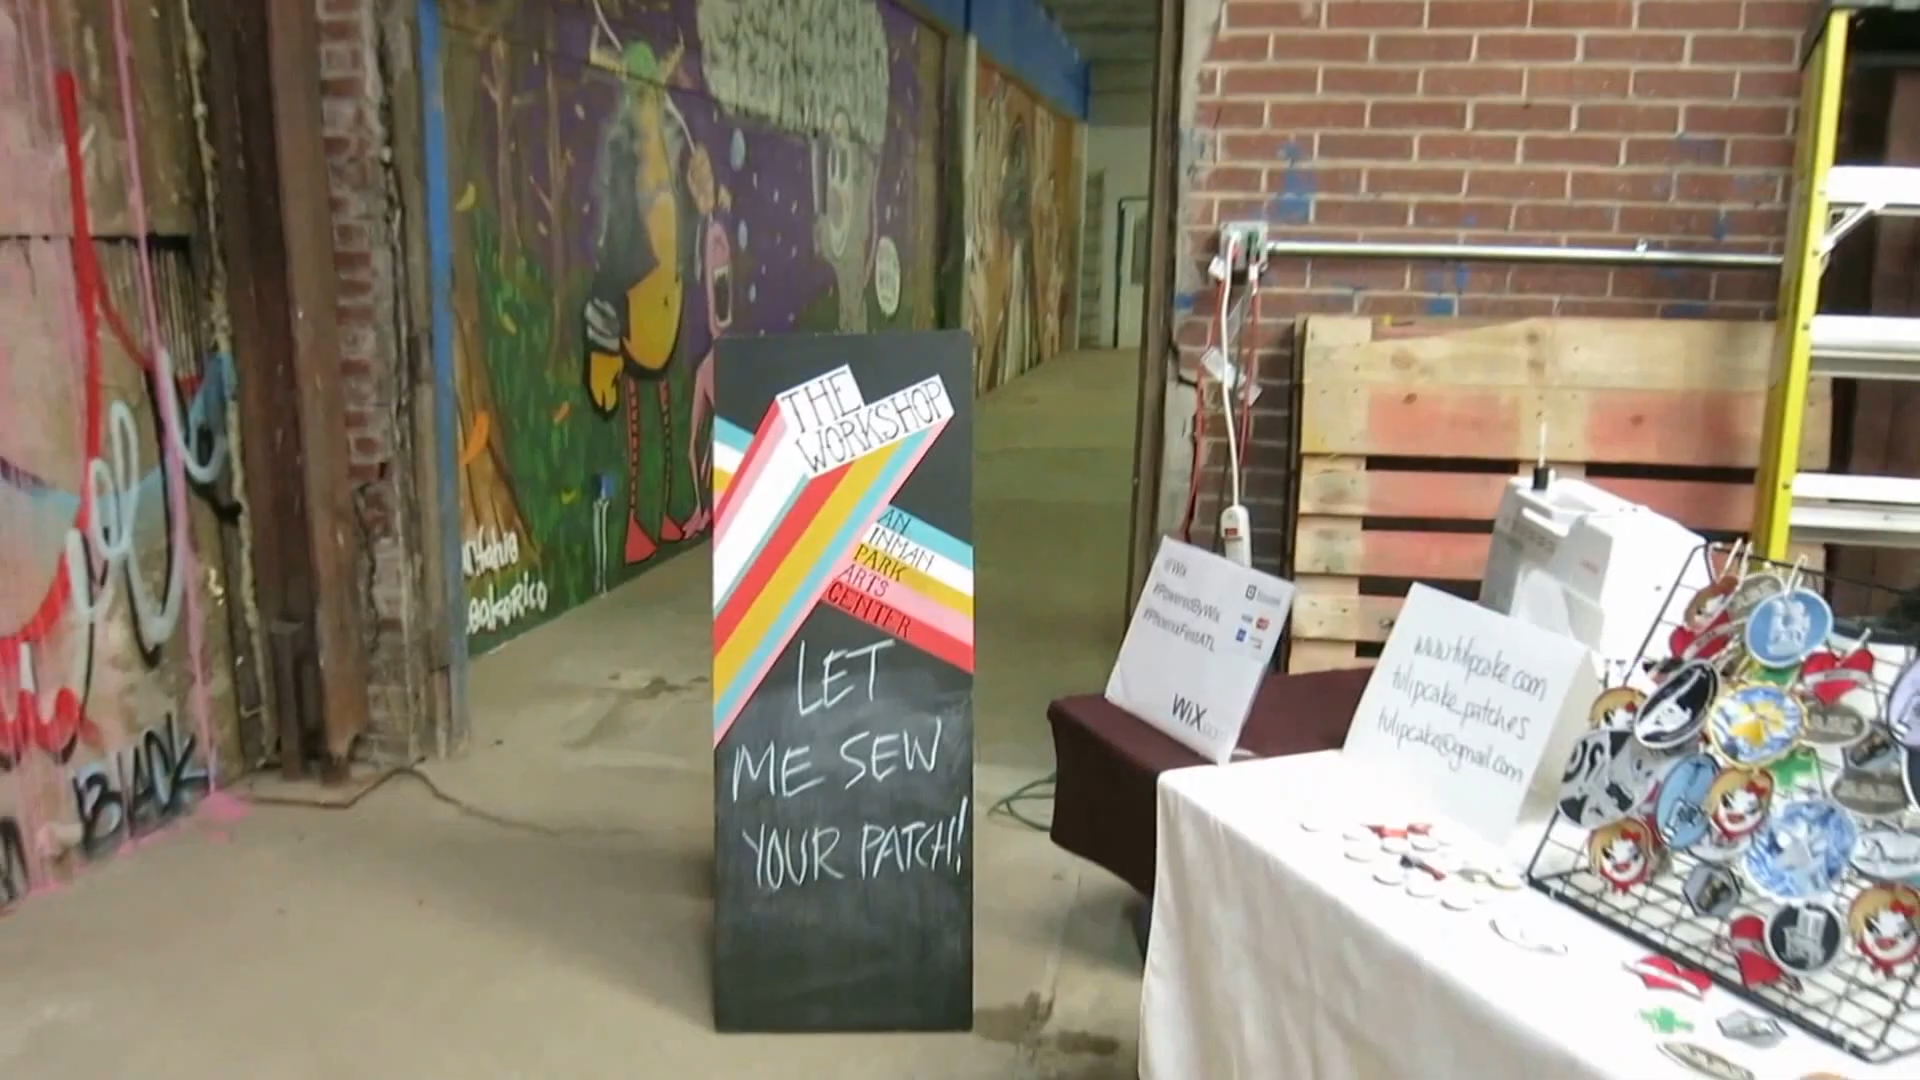 THE
WORKSHOP
AN
INMAN
PARK
ARTS
CENTER
LET
ME SEW
YOUR PATCH!
@Wix
#PoweredByWix
#PhoenixFestATL
WiX.com
www.tulipcake.com
tulipcake_patches
tulipcake@gmail.com
BlACK